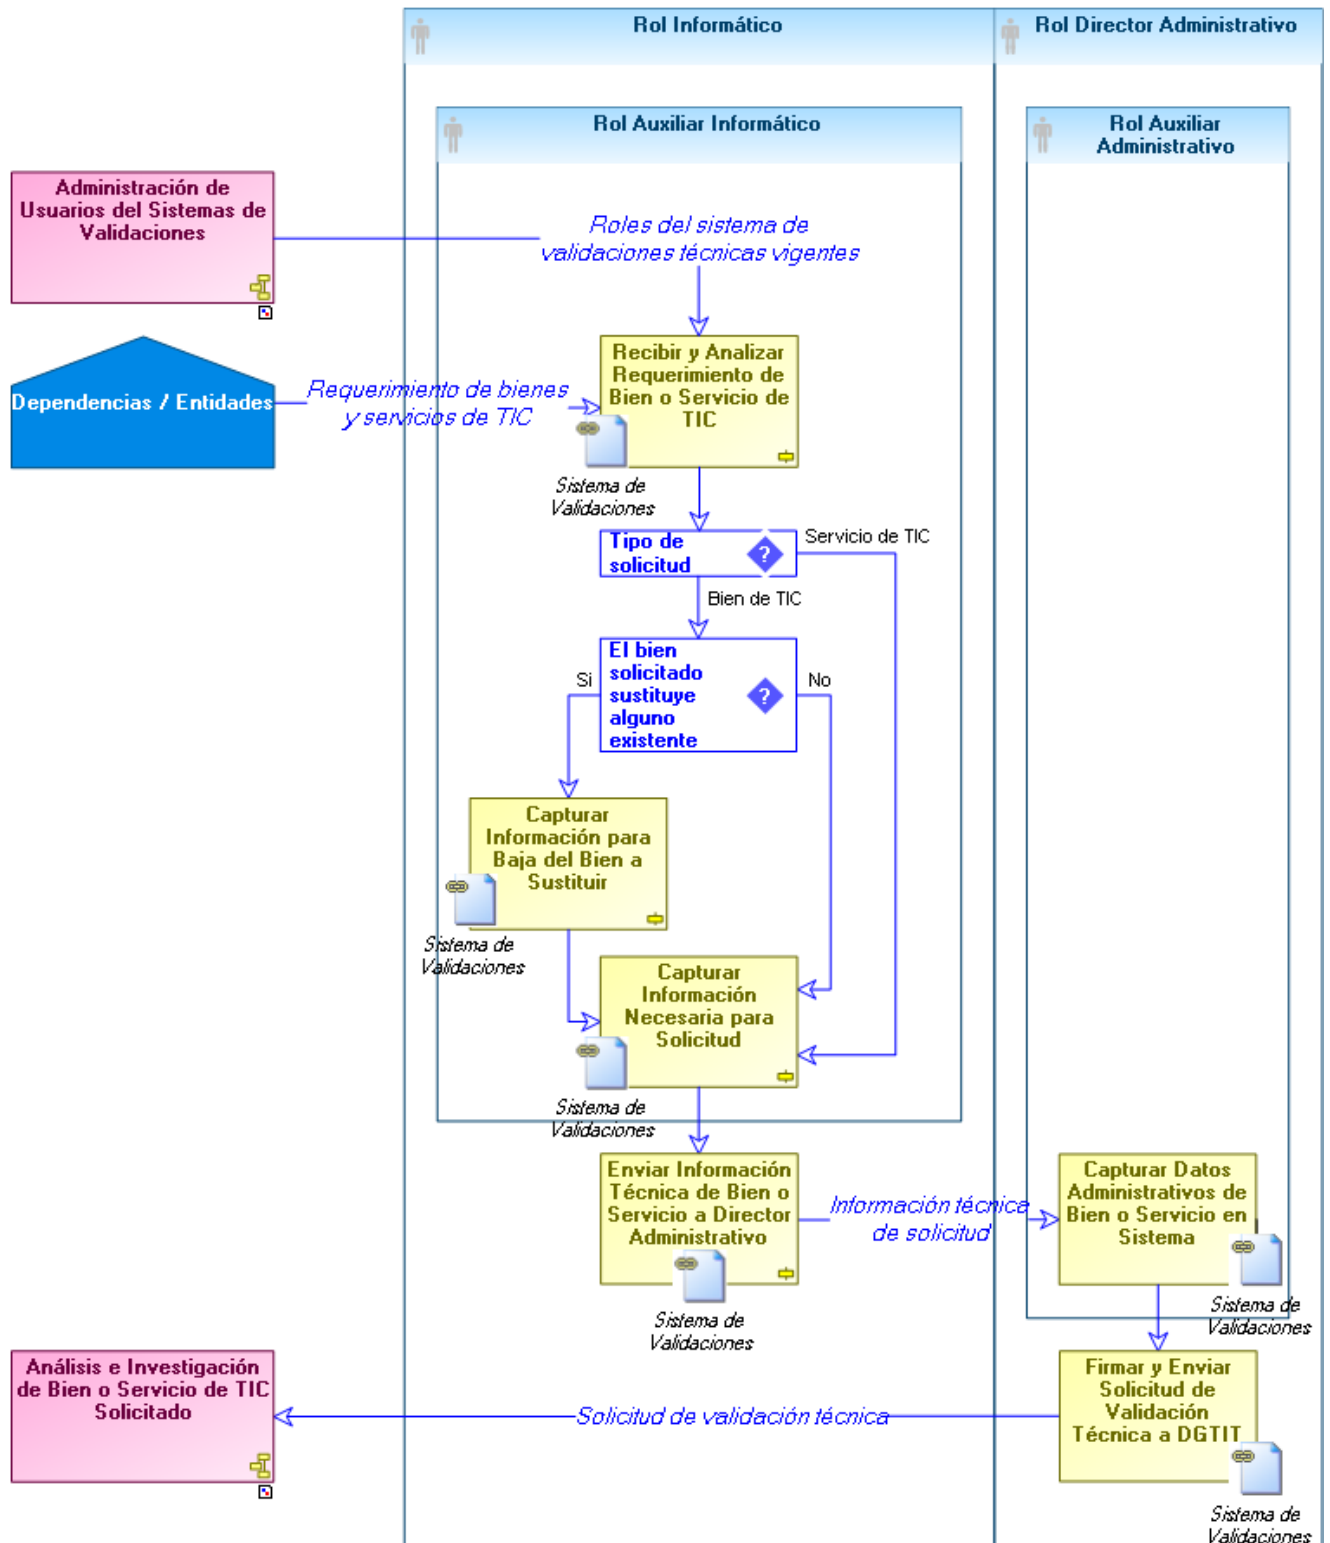 Rol Informático
Rol Director Administrativo
Rol Auxiliar Informático
Rol Auxiliar
Administrativo
Administración de
Usuarios del Sistemas de
Validaciones
Roles del sistema de
validaciones técnicas vigentes
Dependencias / Entidades
Requerimiento de bienes
y servicios de TIC
Recibir y Analizar
Requerimiento de
Bien o Servicio de
TIC
Sistema de
Validaciones
Tipo de
solicitud
?
Servicio de TIC
Bien de TIC
El bien
solicitado
sustituye
alguno
existente
?
Si
No
Capturar
Información para
Baja del Bien a
Sustituir
Sistema de
Validaciones
Capturar
Información
Necesaria para
Solicitud
Sistema de
Validaciones
Enviar Información
Técnica de Bien o
Servicio a Director
Administrativo
Sistema de
Validaciones
Información técnica
de solicitud
Capturar Datos
Administrativos de
Bien o Servicio en
Sistema
Sistema de
Validaciones
Firmar y Enviar
Solicitud de
Validación
Técnica a DGTIT
Sistema de
Validaciones
Solicitud de validación técnica
Análisis e Investigación
de Bien o Servicio de TIC
Solicitado